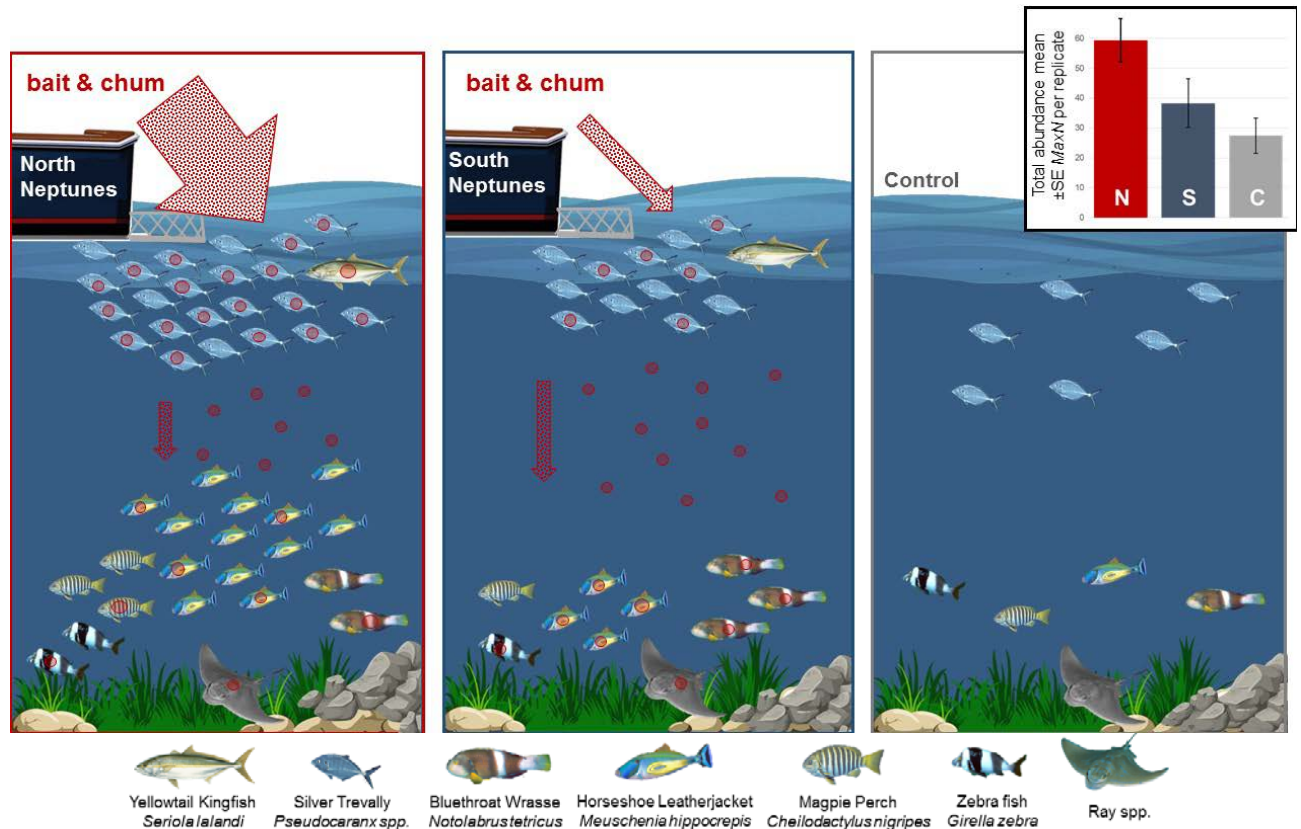 bait & chum
North
Neptunes
bait & chum
South
Neptunes
Control
Total abundance mean
±SE MaxN per replicate
60
50
40
30
20
10
0
N
S
C
Yellowtail Kingfish
Seriola lalandi
Silver Trevally
Pseudocaranx spp.
Bluethroat Wrasse
Notolabrus tetricus
Horseshoe Leatherjacket
Meuschenia hippocrepis
Magpie Perch
Cheilodactylus nigripes
Zebra fish
Girella zebra
Ray spp.